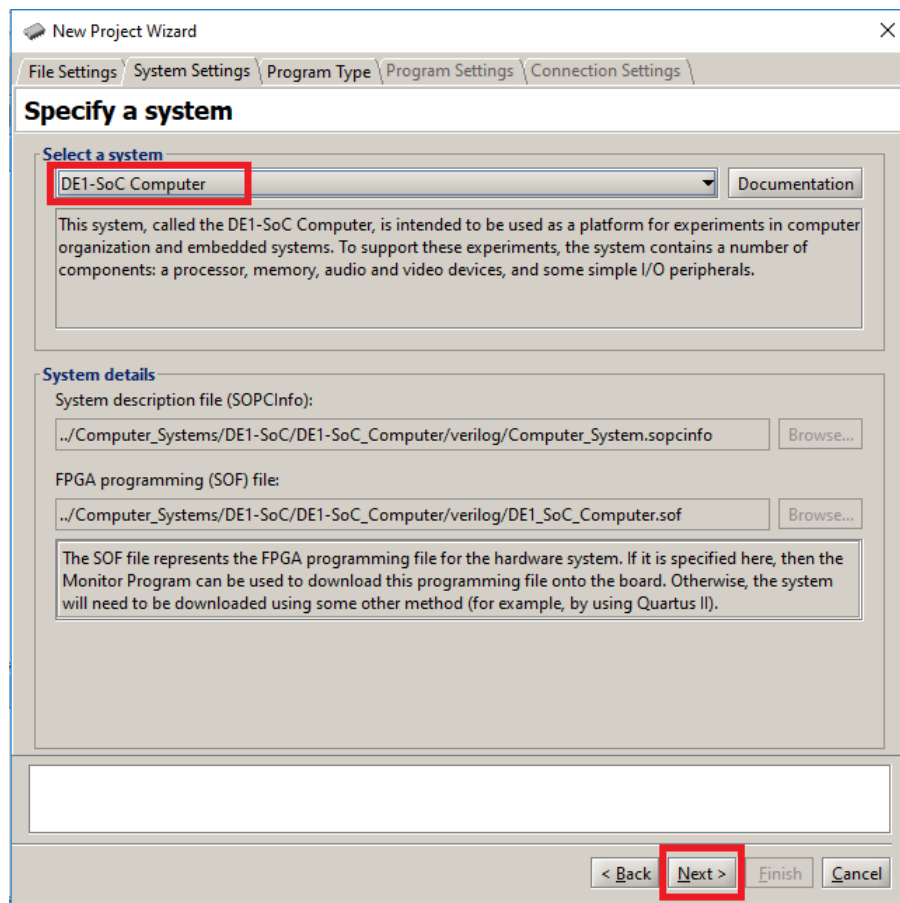 New Project Wizard
File Settings System Settings Program Type Program Settings Connection Settings
Specify a system
Select a system
DE1-SoC Computer Documentation
This system, called the DE1-SoC Computer, is intended to be used as a platform for experiments in computer
organization and embedded systems. To support these experiments, the system contains a number of
components: a processor, memory, audio and video devices, and some simple I/O peripherals.
System details
System description file (SOPCInfo):
../Computer_Systems/DE1-SoC/DE1-SoC_Computer/verilog/Computer_System.sopcinfo Browse...
FPGA programming (SOF) file:
../Computer_Systems/DE1-SoC/DE1-SoC_Computer/verilog/DE1_SoC_Computer.sof Browse...
The SOF file represents the FPGA programming file for the hardware system. If it is specified here, then the
Monitor Program can be used to download this programming file onto the board. Otherwise, the system
will need to be downloaded using some other method (for example, by using Quartus II).
< Back Next > Finish Cancel